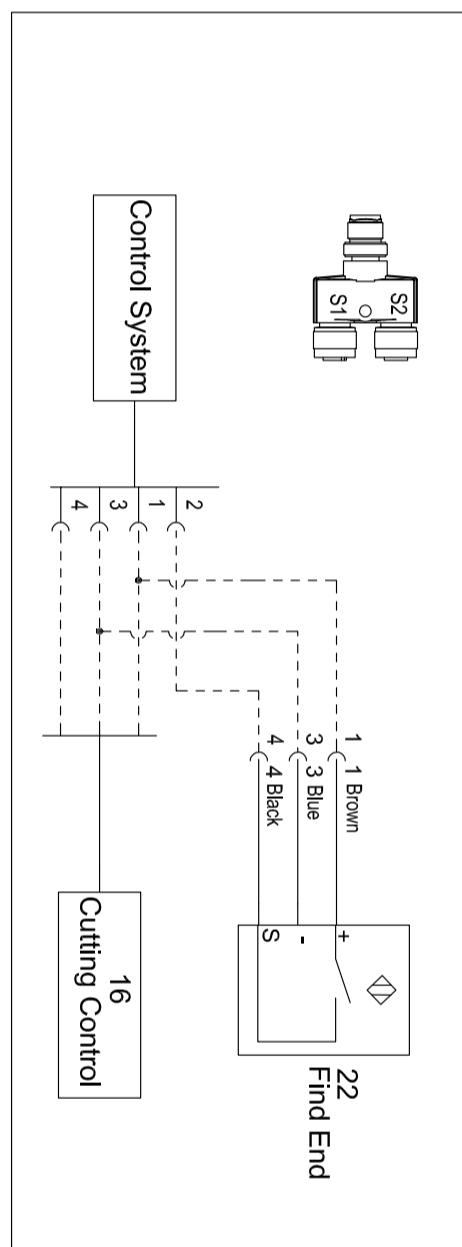 S1
S2
Control System
4
3
1
2
4
3
1
4 Black
3 Blue
1 Brown
S
-
+
22
Find End
16
Cutting Control